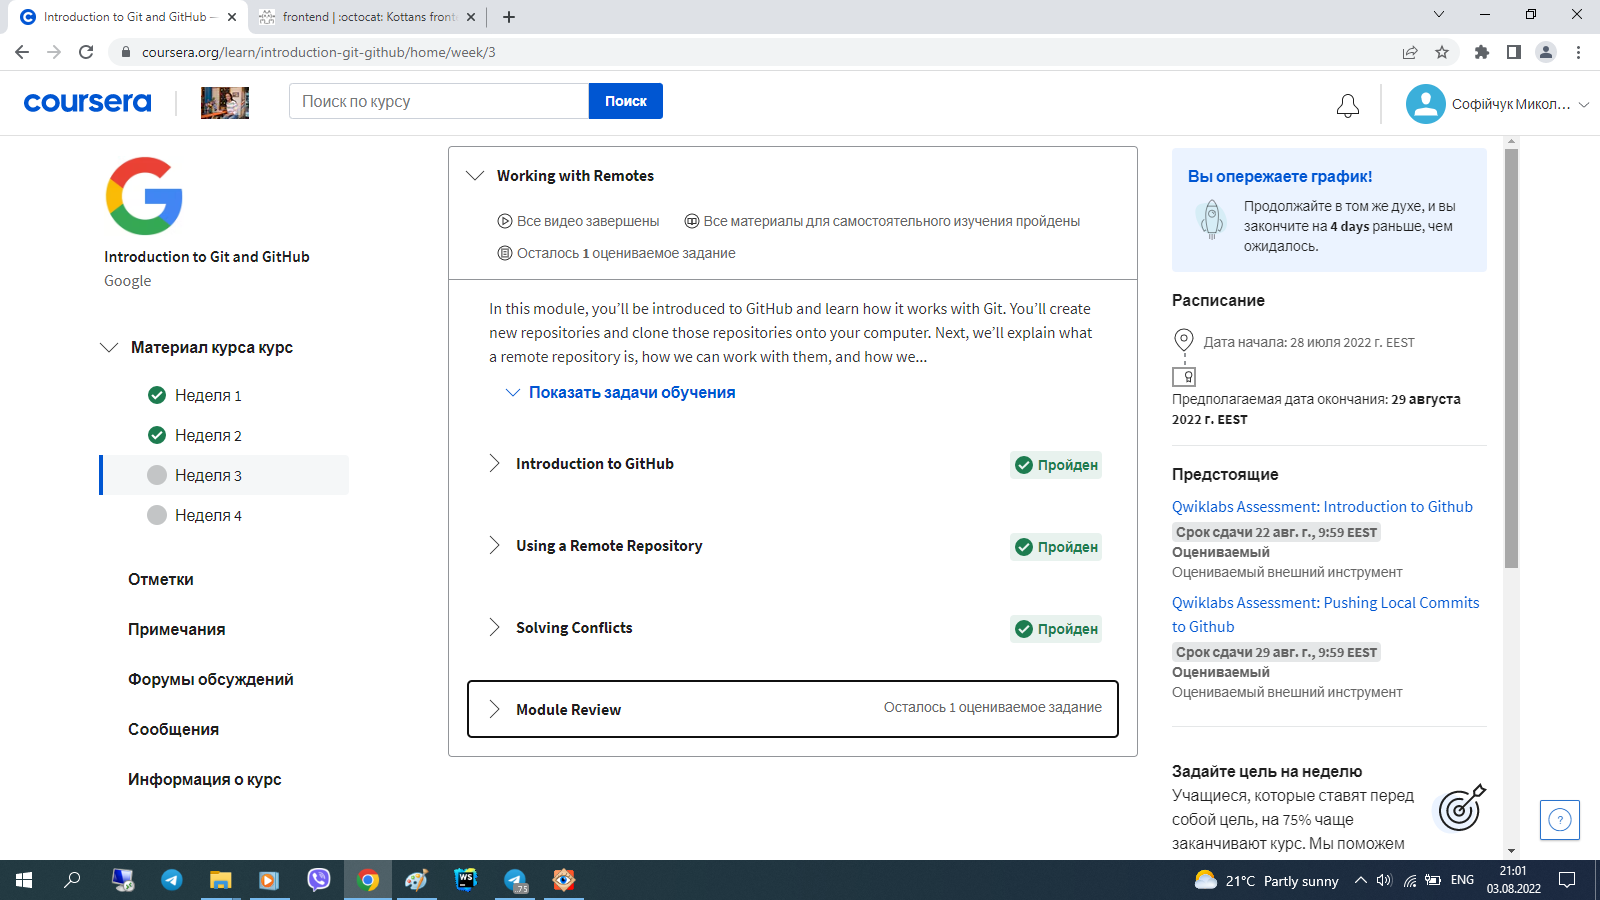 Introduction to Git and GitHub –
frontend | :octocat: Kottans front
coursera.org/learn/introduction-git-github/home/week/3
coursera
Поиск по курсу
Поиск
Софійчук Микол...
Introduction to Git and GitHub
Google
Материал курса курс
Неделя 1
Неделя 2
Неделя 3
Неделя 4
Отметки
Примечания
Форумы обсуждений
Сообщения
Информация о курс
Working with Remotes
Все видео завершены
Все материалы для самостоятельного изучения пройдены
Осталось 1 оцениваемое задание
In this module, you’ll be introduced to GitHub and learn how it works with Git. You’ll create
new repositories and clone those repositories onto your computer. Next, we’ll explain what
a remote repository is, how we can work with them, and how we...
Показать задачи обучения
Introduction to GitHub
Пройден
Using a Remote Repository
Пройден
Solving Conflicts
Пройден
Module Review
Осталось 1 оцениваемое задание
Вы опережаете график!
Продолжайте в том же духе, и вы
закончите на 4 days раньше, чем
ожидалось.
Расписание
Дата начала: 28 июля 2022 г. EEST
Предполагаемая дата окончания: 29 августа
2022 г. EEST
Предстоящие
Qwiklabs Assessment: Introduction to Github
Срок сдачи 22 авг. г., 9:59 EEST
Оцениваемый
Оцениваемый внешний инструмент
Qwiklabs Assessment: Pushing Local Commits
to Github
Срок сдачи 29 авг. г., 9:59 EEST
Оцениваемый
Оцениваемый внешний инструмент
Задайте цель на неделю
Учащиеся, которые ставят перед
собой цель, на 75% чаще
заканчивают курс. Мы поможем
?
WS
.75
21°C Partly sunny
ENG
21:01
03.08.2022